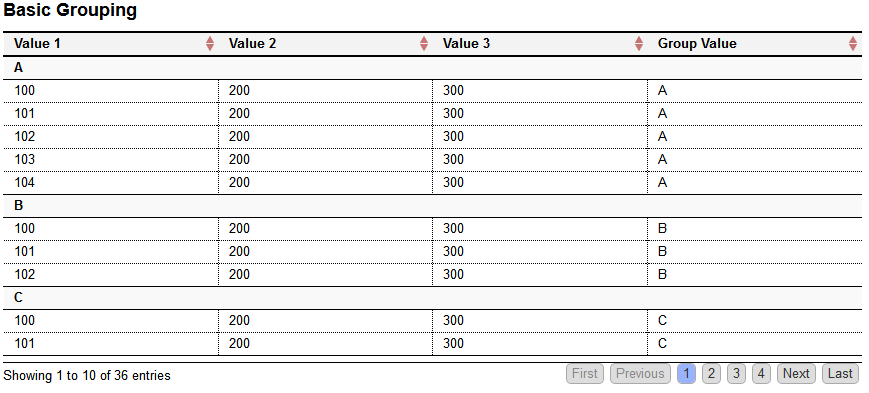 Basic Grouping
Value 1 Value 2 Value 3 Group Value
A
100 200 300 A
101 200 300 A
102 200 300 A
103 200 300 A
104 200 300 A
B
100 200 300 B
101 200 300 B
102 200 300 B
C
100 200 300 C
101 200 300 C
Showing 1 to 10 of 36 entries First Previous 1 2 3 4 Next Last